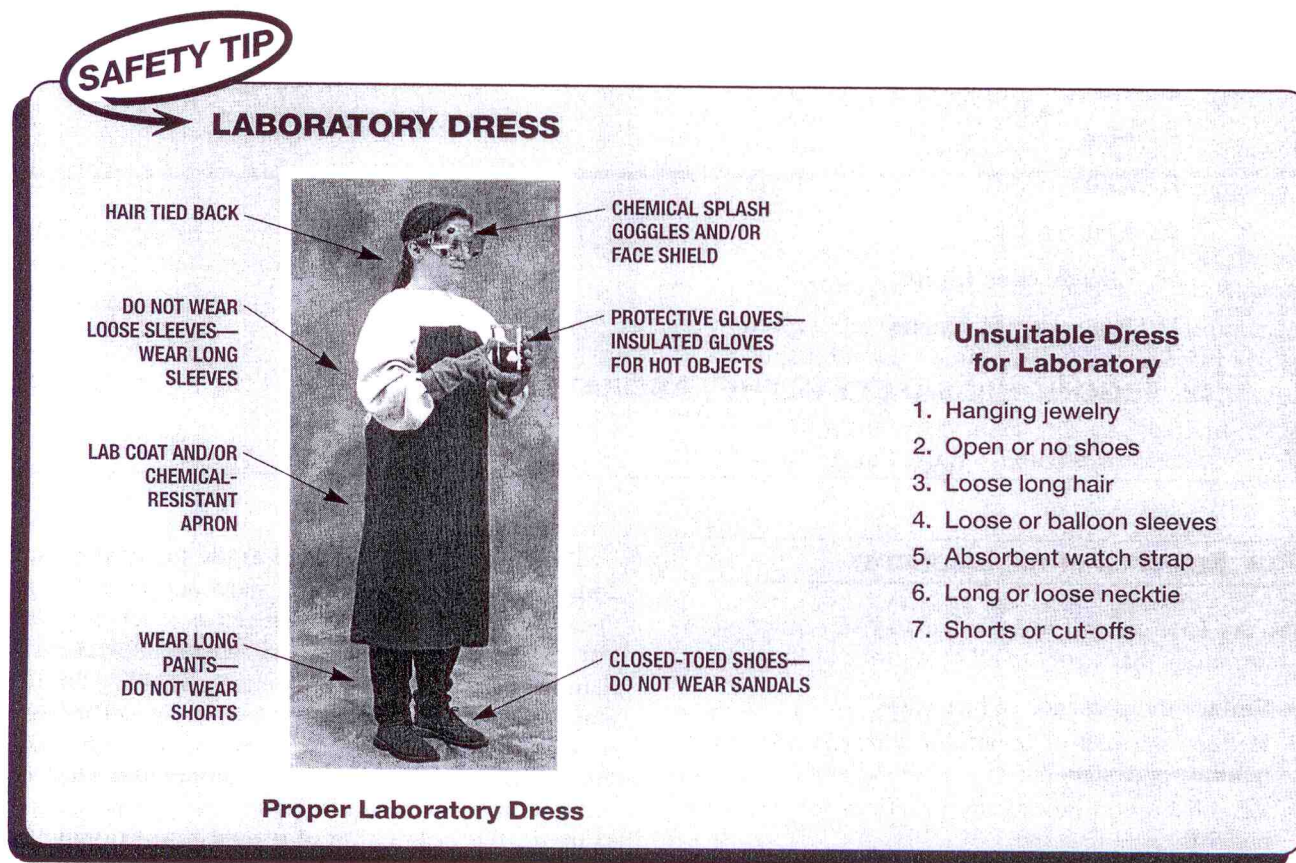 SAFETY TIP
LABORATORY DRESS
HAIR TIED BACK
DO NOT WEAR
LOOSE SLEEVES—
WEAR LONG
SLEEVES
LAB COAT AND/OR
CHEMICAL-
RESISTANT
APRON
WEAR LONG
PANTS—
DO NOT WEAR
SHORTS
CHEMICAL SPLASH
GOGGLES AND/OR
FACE SHIELD
PROTECTIVE GLOVES—
INSULATED GLOVES
FOR HOT OBJECTS
CLOSED-TOED SHOES—
DO NOT WEAR SANDALS
Proper Laboratory Dress
Unsuitable Dress
for Laboratory
1. Hanging jewelry
2. Open or no shoes
3. Loose long hair
4. Loose or balloon sleeves
5. Absorbent watch strap
6. Long or loose necktie
7. Shorts or cut-offs